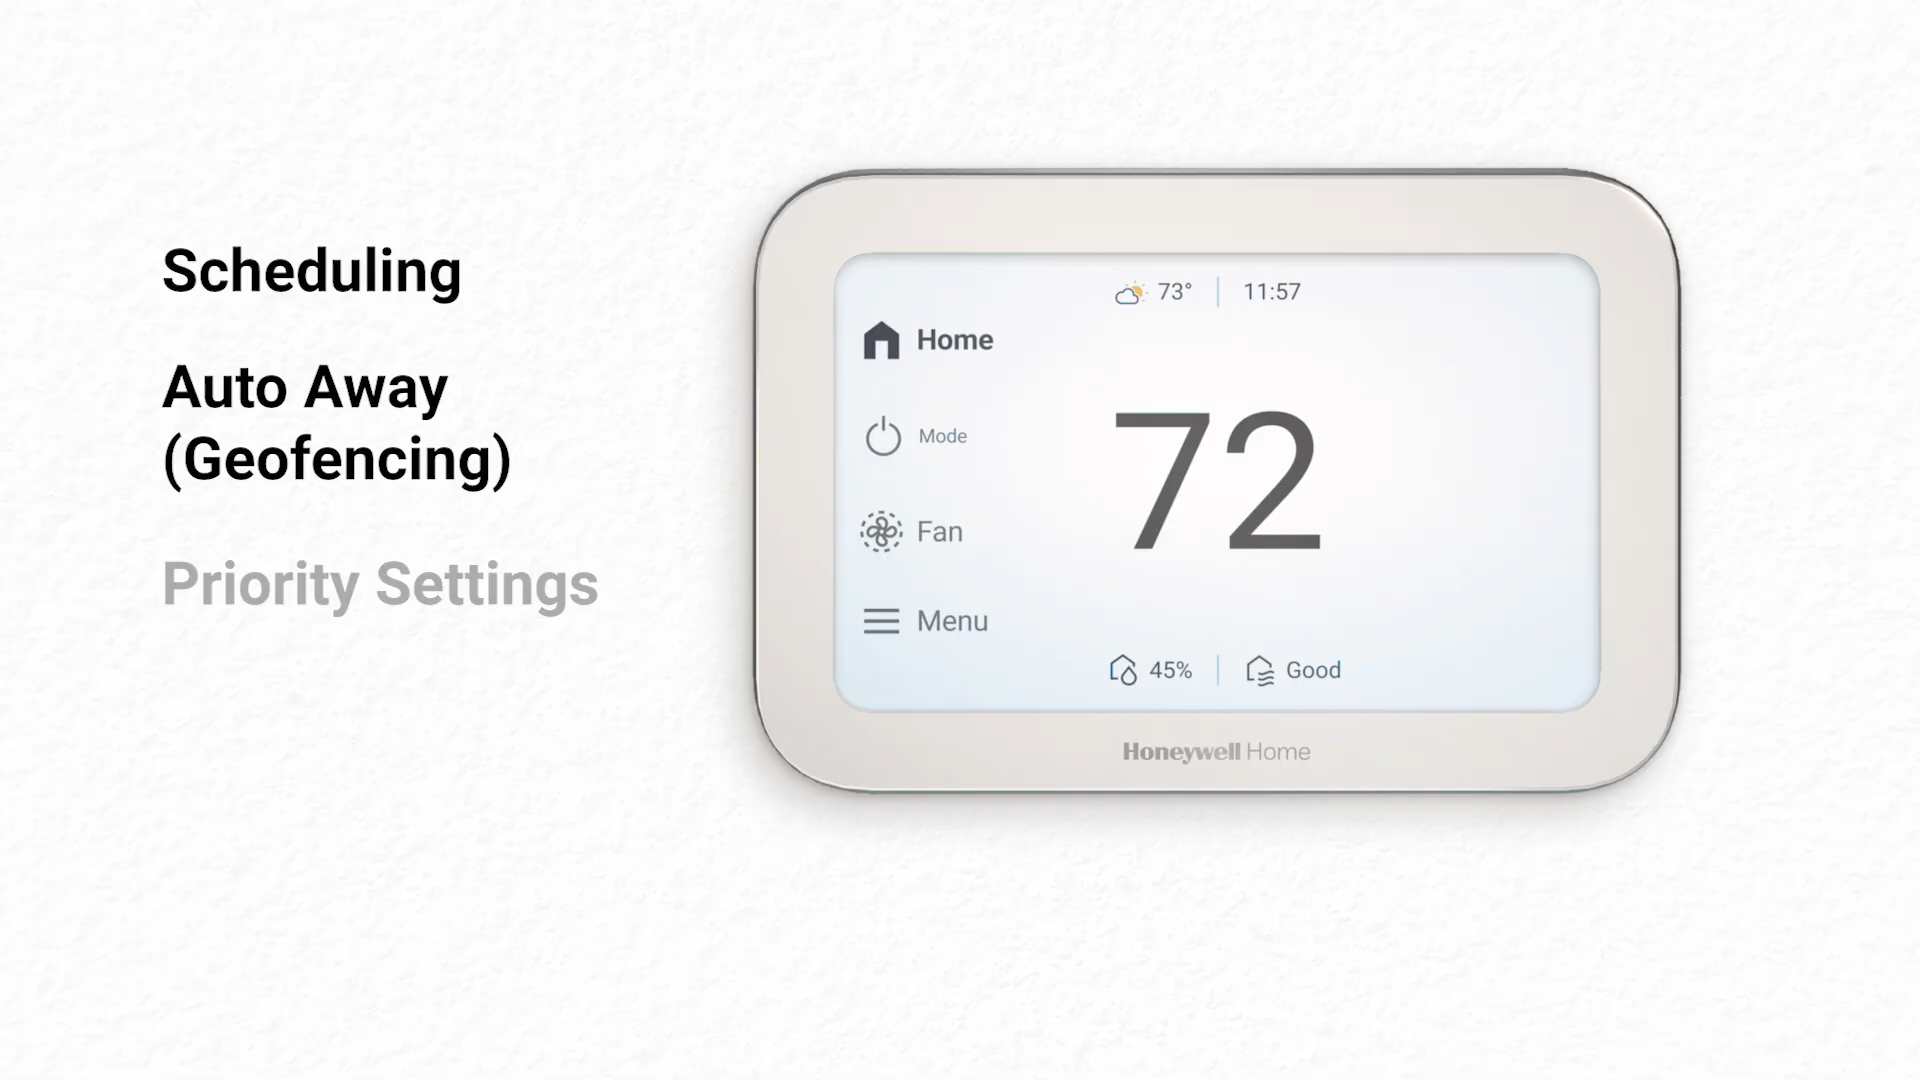 Scheduling
Auto Away
(Geofencing)
Priority Settings
73° 11:57
Home
Mode
72
Fan
Menu
45% Good
Honeywell Home